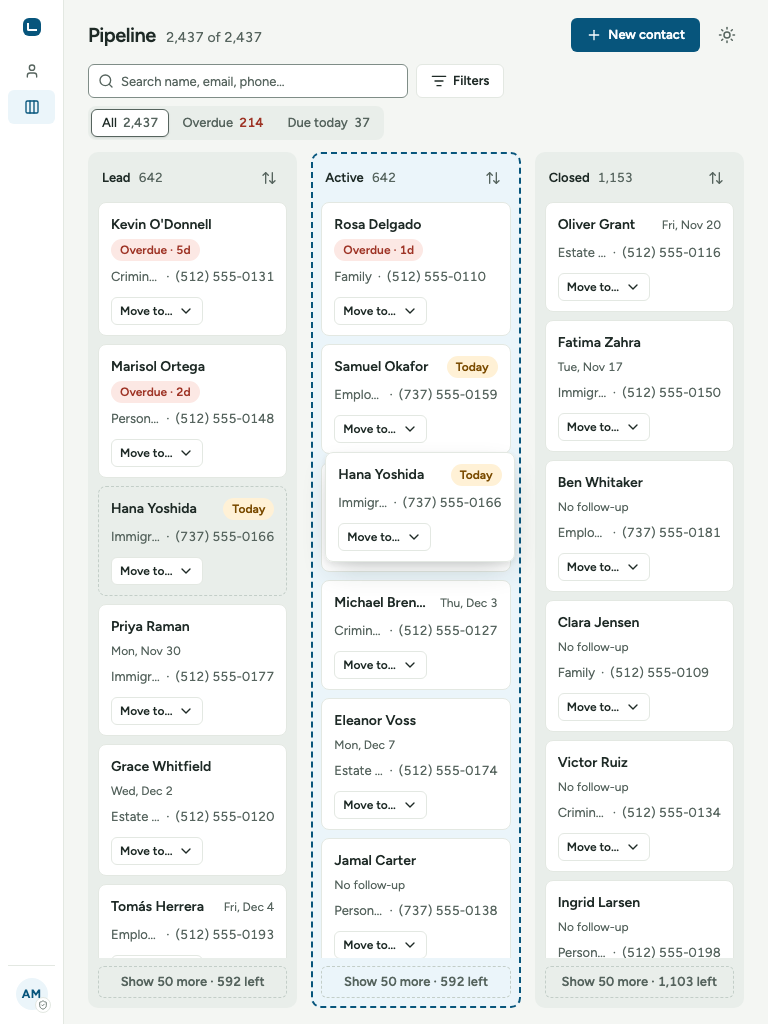 Pipeline 2,437 of 2,437
New contact
Search name, email, phone...
Filters
All 2,437
Overdue 214
Due today 37
Lead 642
Kevin O'Donnell
Overdue · 5d
Crimin... · (512) 555-0131
Move to...
Marisol Ortega
Overdue · 2d
Person... · (512) 555-0148
Move to...
Hana Yoshida Today
Immigr... · (737) 555-0166
Move to...
Priya Raman
Mon, Nov 30
Immigr... · (512) 555-0177
Move to...
Grace Whitfield
Wed, Dec 2
Estate ... · (512) 555-0120
Move to...
Tomás Herrera Fri, Dec 4
Emplo... · (512) 555-0193
Show 50 more · 592 left
Active 642
Rosa Delgado
Overdue · 1d
Family · (512) 555-0110
Move to...
Samuel Okafor Today
Emplo... · (737) 555-0159
Move to...
Hana Yoshida Today
Immigr... · (737) 555-0166
Move to...
Michael Bren... Thu, Dec 3
Crimin... · (512) 555-0127
Move to...
Eleanor Voss
Mon, Dec 7
Estate ... · (512) 555-0174
Move to...
Jamal Carter
No follow-up
Person... · (737) 555-0138
Move to...
Show 50 more · 592 left
Closed 1,153
Oliver Grant Fri, Nov 20
Estate ... · (512) 555-0116
Move to...
Fatima Zahra
Tue, Nov 17
Immigr... · (512) 555-0150
Move to...
Ben Whitaker
No follow-up
Emplo... · (737) 555-0181
Move to...
Clara Jensen
No follow-up
Family · (512) 555-0109
Move to...
Victor Ruiz
No follow-up
Crimin... · (512) 555-0134
Move to...
Ingrid Larsen
No follow-up
Person... · (512) 555-0198
Show 50 more · 1,103 left
AM